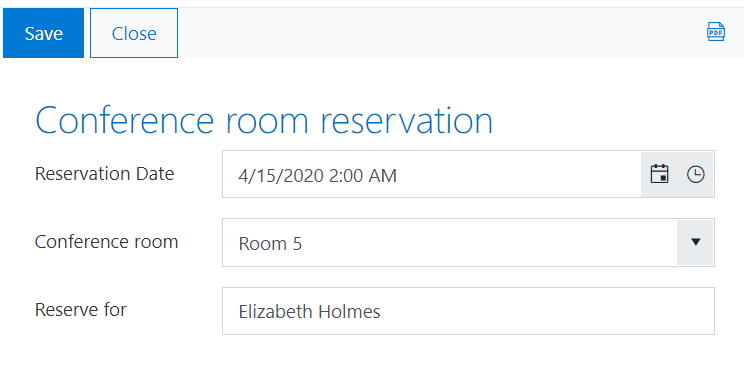 Save Close PDF
Conference room reservation
Reservation Date 4/15/2020 2:00 AM
Conference room Room 5
Reserve for Elizabeth Holmes